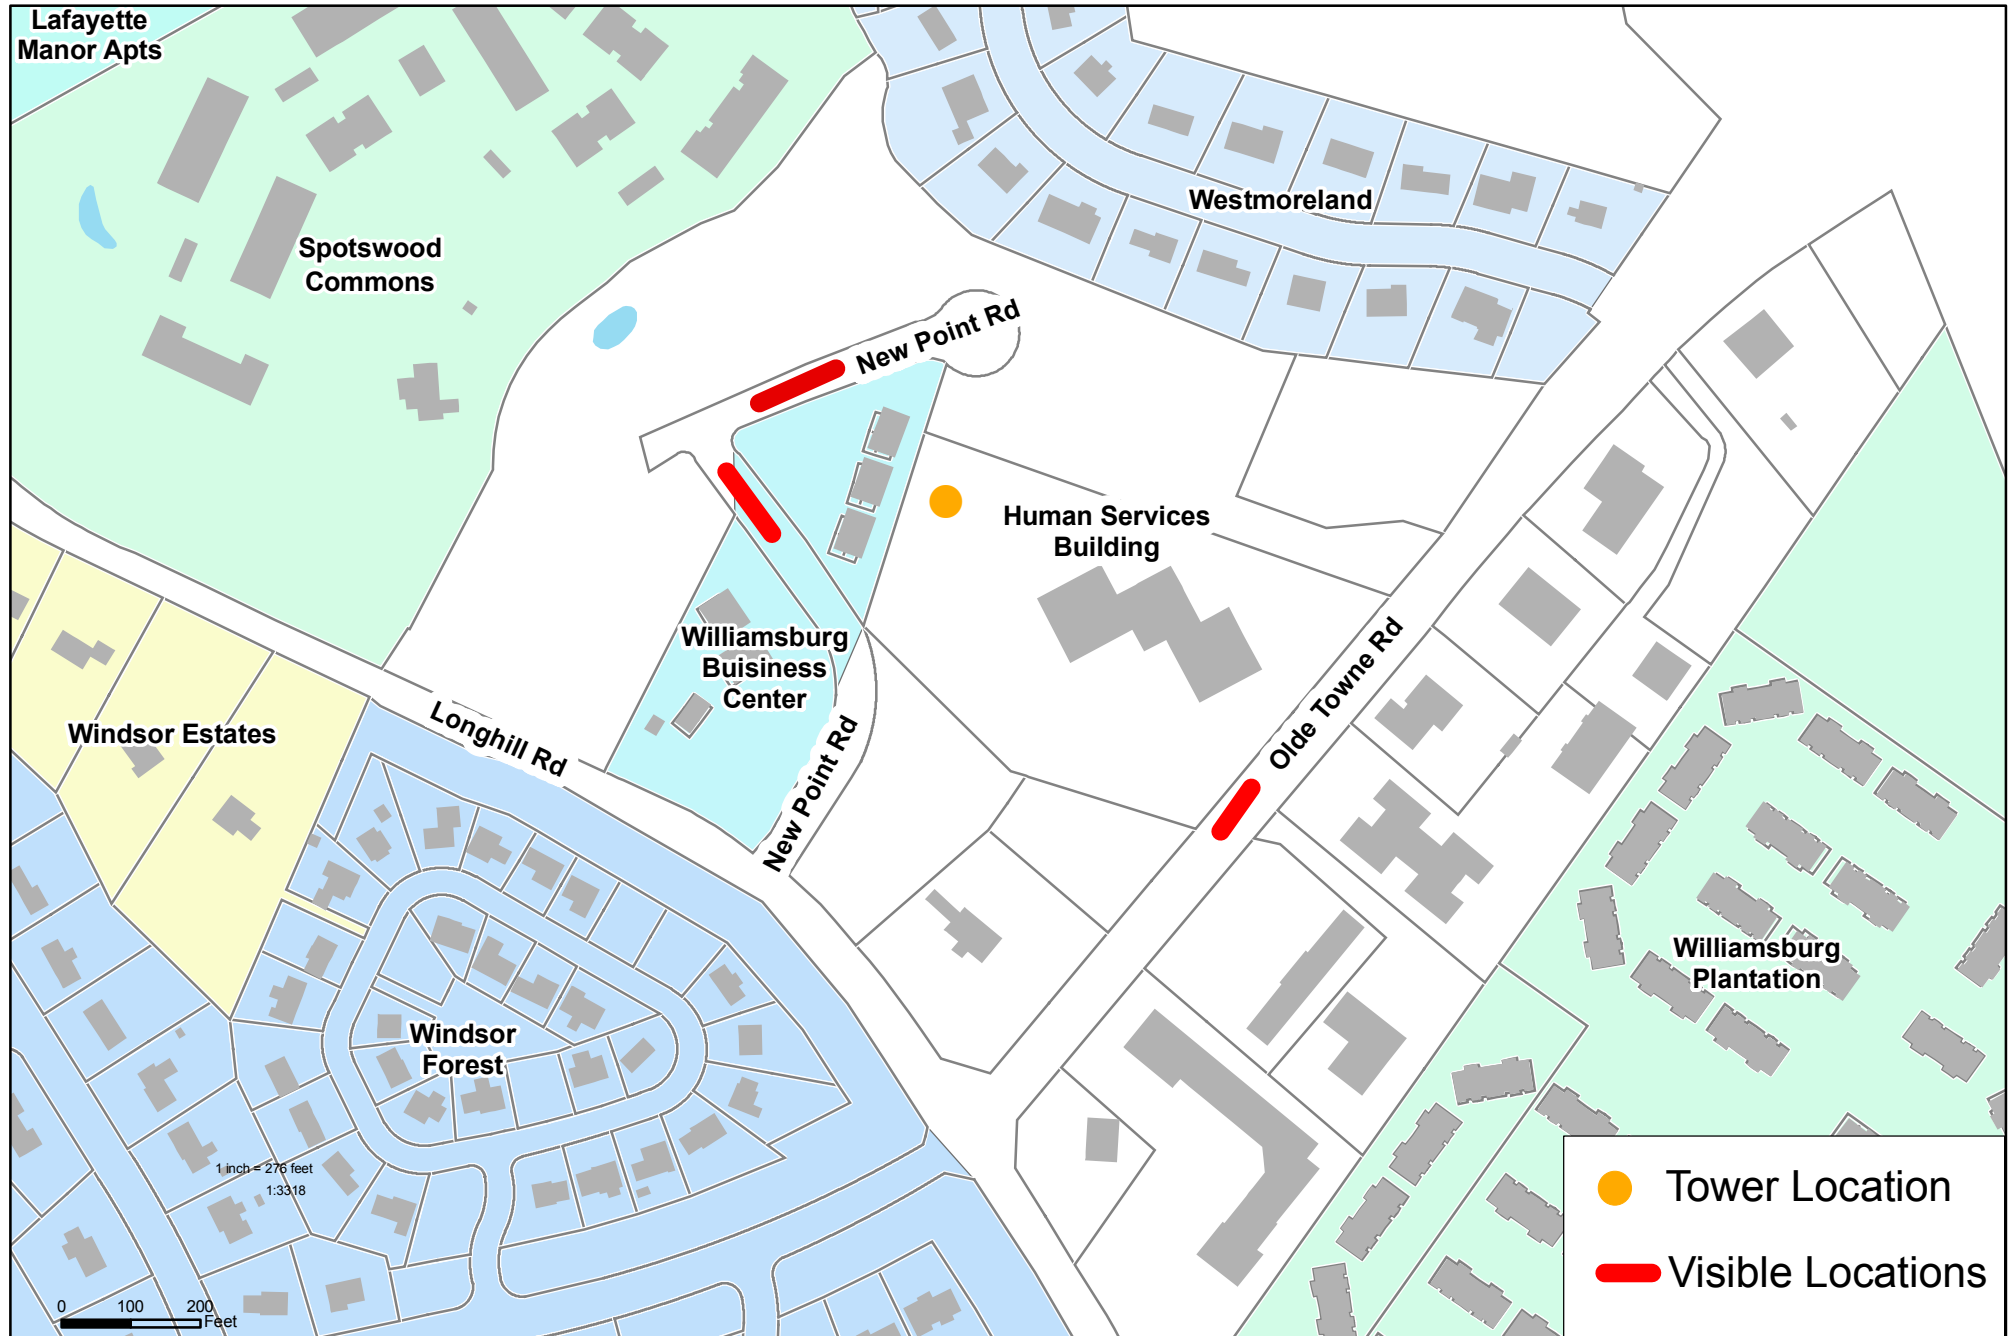 Lafayette
Manor Apts
Westmoreland
Spotswood
Commons
New Point Rd
Human Services
Building
Williamsburg
Buisiness
Center
Olde Towne Rd
Windsor Estates
Longhill Rd
New Point Rd
Williamsburg
Plantation
Windsor
Forest
1 inch = 276 feet
1:3318
Tower Location
Visible Locations
0 100 200
Feet